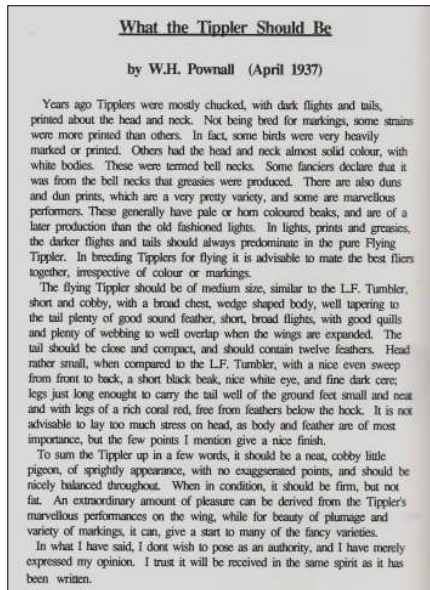 What the Tippler Should Be
by W.H. Pownall (April 1937)
Years ago Tipplers were mostly chucked, with dark flights and tails,
printed about the head and neck. Not being bred for markings, some strains
were more printed than others. In fact, some birds were very heavily
marked or printed. Others had the head and neck almost solid colour, with
white bodies. These were termed bell necks. Some fanciers declare that it
was from the bell necks that greasies were produced. There are also duns
and dun prints, which are a very pretty variety, and some are marvellous
performers. These generally have pale or horn coloured beaks, and are of a
later production than the old fashioned lights. In lights, prints and greasies,
the darker flights and tails should always predominate in the pure Flying
Tippler. In breeding Tipplers for flying it is advisable to mate the best fliers
together, irrespective of colour or markings.
The flying Tippler should be of medium size, similar to the L.F. Tumbler,
short and cobby, with a broad chest, wedge shaped body, well tapering to
the tail plenty of good sound feather, short, broad flights, with good quills
and plenty of webbing to well overlap when the wings are expanded. The
tail should be close and compact, and should contain twelve feathers. Head
rather small, when compared to the L.F. Tumbler, with a nice even sweep
from front to back, a short black beak, nice white eye, and fine dark cere;
legs just long enought to carry the tail well of the ground feet small and neat
and with legs of a rich coral red, free from feathers below the hock. It is not
advisable to lay too much stress on head, as body and feather are of most
importance, but the few points I mention give a nice finish.
To sum the Tippler up in a few words, it should be a neat, cobby little
pigeon, of sprightly appearance, with no exaggserated points, and should be
nicely balanced throughout. When in condition, it should be firm, but not
fat. An extraordinary amount of pleasure can be derived from the Tippler's
marvellous performances on the wing, while for beauty of plumage and
variety of markings, it can, give a start to many of the fancy varieties.
In what I have said, I dont wish to pose as an authority, and I have merely
expressed my opinion. I trust it will be received in the same spirit as it has
been written.